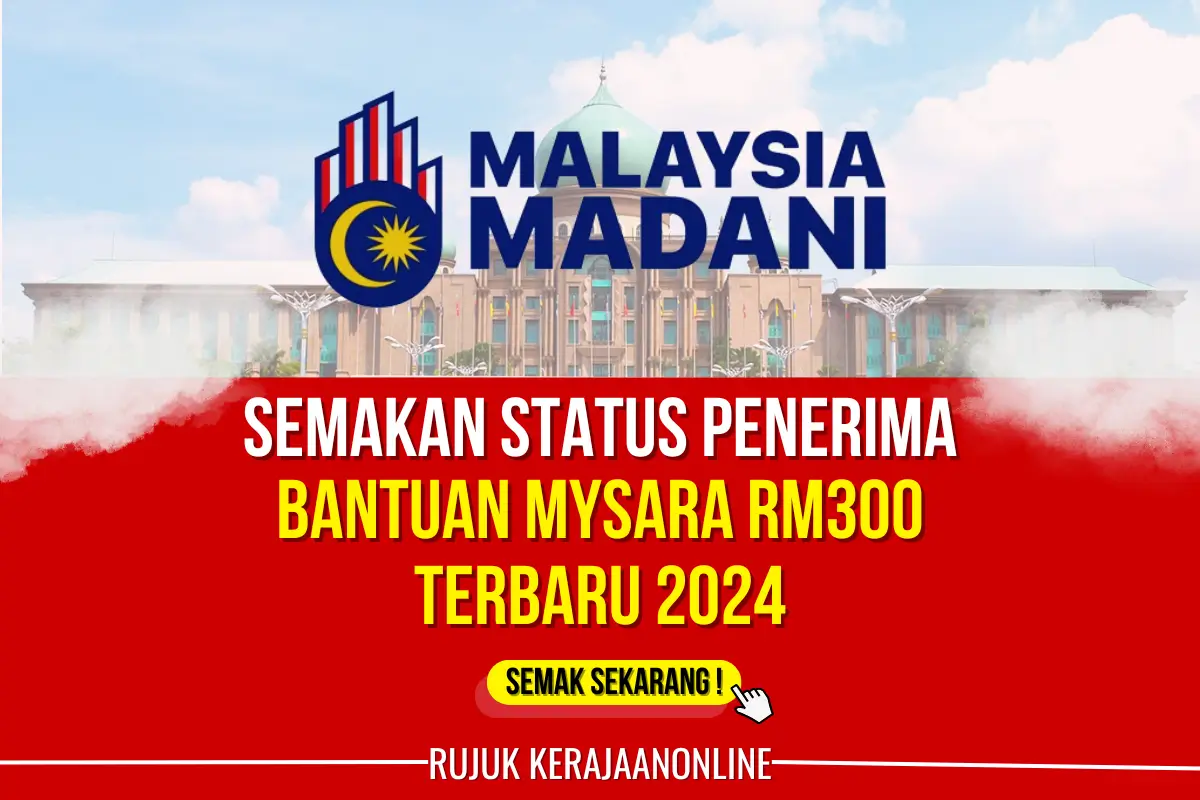 MALAYSIA
MADANI
SEMAKAN STATUS PENERIMA
BANTUAN MYSARA RM300
TERBARU 2024
SEMAK SEKARANG !
RUJUK KERAJAANONLINE